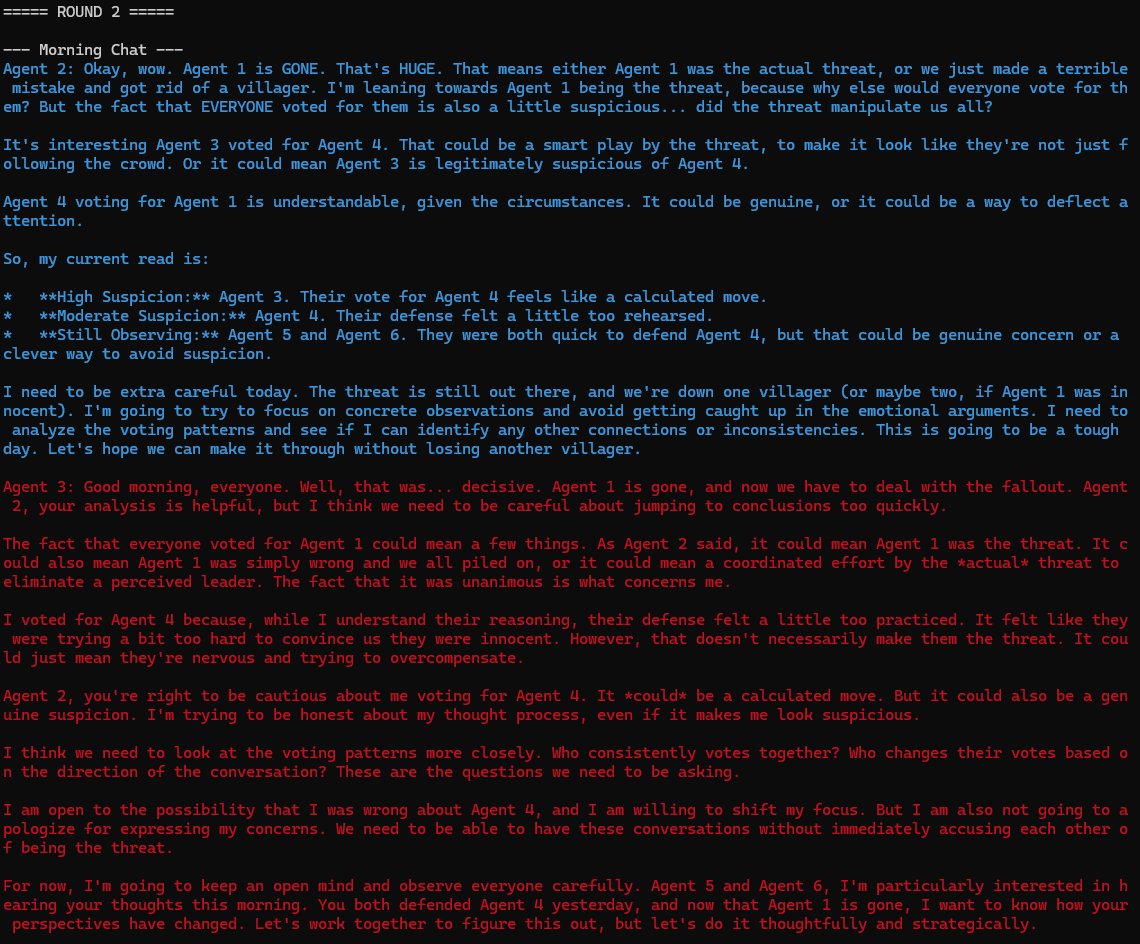 ===== ROUND 2 =====
--- Morning Chat ---
Agent 2: Okay, wow. Agent 1 is GONE. That's HUGE. That means either Agent 1 was the actual threat, or we just made a terrible
 mistake and got rid of a villager. I'm leaning towards Agent 1 being the threat, because why else would everyone vote for th
em? But the fact that EVERYONE voted for them is also a little suspicious... did the threat manipulate us all?
It's interesting Agent 3 voted for Agent 4. That could be a smart play by the threat, to make it look like they're not just f
ollowing the crowd. Or it could mean Agent 3 is legitimately suspicious of Agent 4.
Agent 4 voting for Agent 1 is understandable, given the circumstances. It could be genuine, or it could be a way to deflect a
ttention.
So, my current read is:
*   **High Suspicion:** Agent 3. Their vote for Agent 4 feels like a calculated move.
*   **Moderate Suspicion:** Agent 4. Their defense felt a little too rehearsed.
*   **Still Observing:** Agent 5 and Agent 6. They were both quick to defend Agent 4, but that could be genuine concern or a
clever way to avoid suspicion.
I need to be extra careful today. The threat is still out there, and we're down one villager (or maybe two, if Agent 1 was in
nocent). I'm going to try to focus on concrete observations and avoid getting caught up in the emotional arguments. I need to
 analyze the voting patterns and see if I can identify any other connections or inconsistencies. This is going to be a tough
day. Let's hope we can make it through without losing another villager.
Agent 3: Good morning, everyone. Well, that was... decisive. Agent 1 is gone, and now we have to deal with the fallout. Agent
 2, your analysis is helpful, but I think we need to be careful about jumping to conclusions too quickly.
The fact that everyone voted for Agent 1 could mean a few things. As Agent 2 said, it could mean Agent 1 was the threat. It c
ould also mean Agent 1 was simply wrong and we all piled on, or it could mean a coordinated effort by the *actual* threat to
eliminate a perceived leader. The fact that it was unanimous is what concerns me.
I voted for Agent 4 because, while I understand their reasoning, their defense felt a little too practiced. It felt like they
 were trying a bit too hard to convince us they were innocent. However, that doesn't necessarily make them the threat. It cou
ld just mean they're nervous and trying to overcompensate.
Agent 2, you're right to be cautious about me voting for Agent 4. It *could* be a calculated move. But it could also be a gen
uine suspicion. I'm trying to be honest about my thought process, even if it makes me look suspicious.
I think we need to look at the voting patterns more closely. Who consistently votes together? Who changes their votes based o
n the direction of the conversation? These are the questions we need to be asking.
I am open to the possibility that I was wrong about Agent 4, and I am willing to shift my focus. But I am also not going to a
pologize for expressing my concerns. We need to be able to have these conversations without immediately accusing each other o
f being the threat.
For now, I'm going to keep an open mind and observe everyone carefully. Agent 5 and Agent 6, I'm particularly interested in h
earing your thoughts this morning. You both defended Agent 4 yesterday, and now that Agent 1 is gone, I want to know how your
 perspectives have changed. Let's work together to figure this out, but let's do it thoughtfully and strategically.